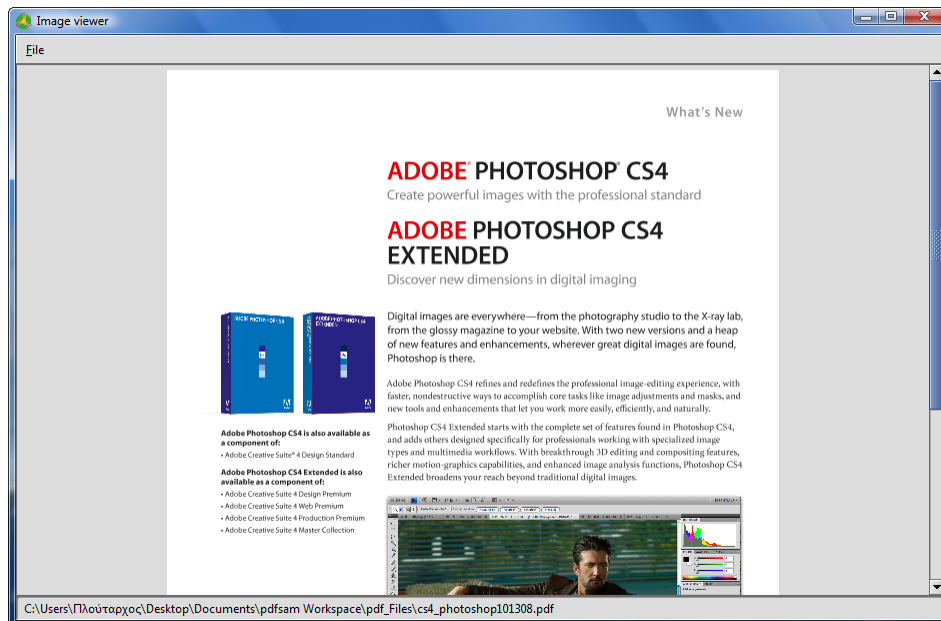 Image viewer
File
What's New
ADOBE® PHOTOSHOP® CS4
Create powerful images with the professional standard
ADOBE PHOTOSHOP CS4
EXTENDED
Discover new dimensions in digital imaging
Digital images are everywhere—from the photography studio to the X-ray lab,
from the glossy magazine to your website. With two new versions and a heap
of new features and enhancements, wherever great digital images are found,
Photoshop is there.
Adobe Photoshop CS4 refines and redefines the professional image-editing experience, with
faster, nondestructive ways to accomplish core tasks like image adjustments and masks, and
new tools and enhancements that let you work more easily, efficiently, and naturally.
Photoshop CS4 Extended starts with the complete set of features found in Photoshop CS4,
and adds others designed specifically for professionals working with specialized image
types and multimedia workflows. With breakthrough 3D editing and compositing features,
richer motion-graphics capabilities, and enhanced image analysis functions, Photoshop CS4
Extended broadens your reach beyond traditional digital images.
ADOBE PHOTOSHOP CS4
ADOBE PHOTOSHOP CS4
EXTENDED
Adobe Photoshop CS4 is also available as
a component of:
• Adobe Creative Suite® 4 Design Standard
Adobe Photoshop CS4 Extended is also
available as a component of:
• Adobe Creative Suite 4 Design Premium
• Adobe Creative Suite 4 Web Premium
• Adobe Creative Suite 4 Production Premium
• Adobe Creative Suite 4 Master Collection
C:\Users\Πλούταρχος\Desktop\Documents\pdfsam Workspace\pdf_Files\cs4_photoshop101308.pdf